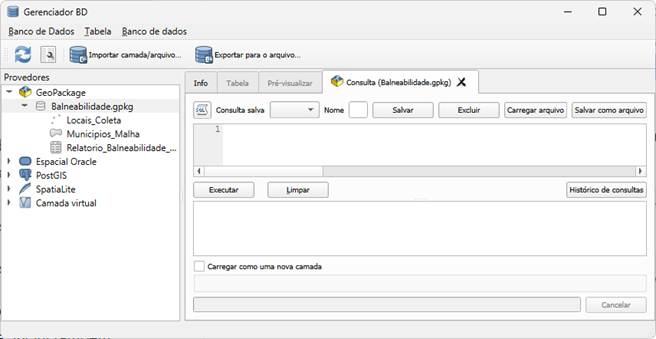 Gerenciador BD
Banco de Dados Tabela Banco de dados
Importar camada/arquivo... Exportar para o arquivo...
Provedores
GeoPackage
Balneabilidade.gpkg
Locais_Coleta
Municipios_Malha
Relatorio_Balneabilidade_...
Espacial Oracle
PostGIS
SpatiaLite
Camada virtual
Info Tabela Pré-visualizar Consulta (Balneabilidade.gpkg)
Consulta salva Nome Salvar Excluir Carregar arquivo Salvar como arquivo
1
Executar Limpar Histórico de consultas
Carregar como uma nova camada
Cancelar